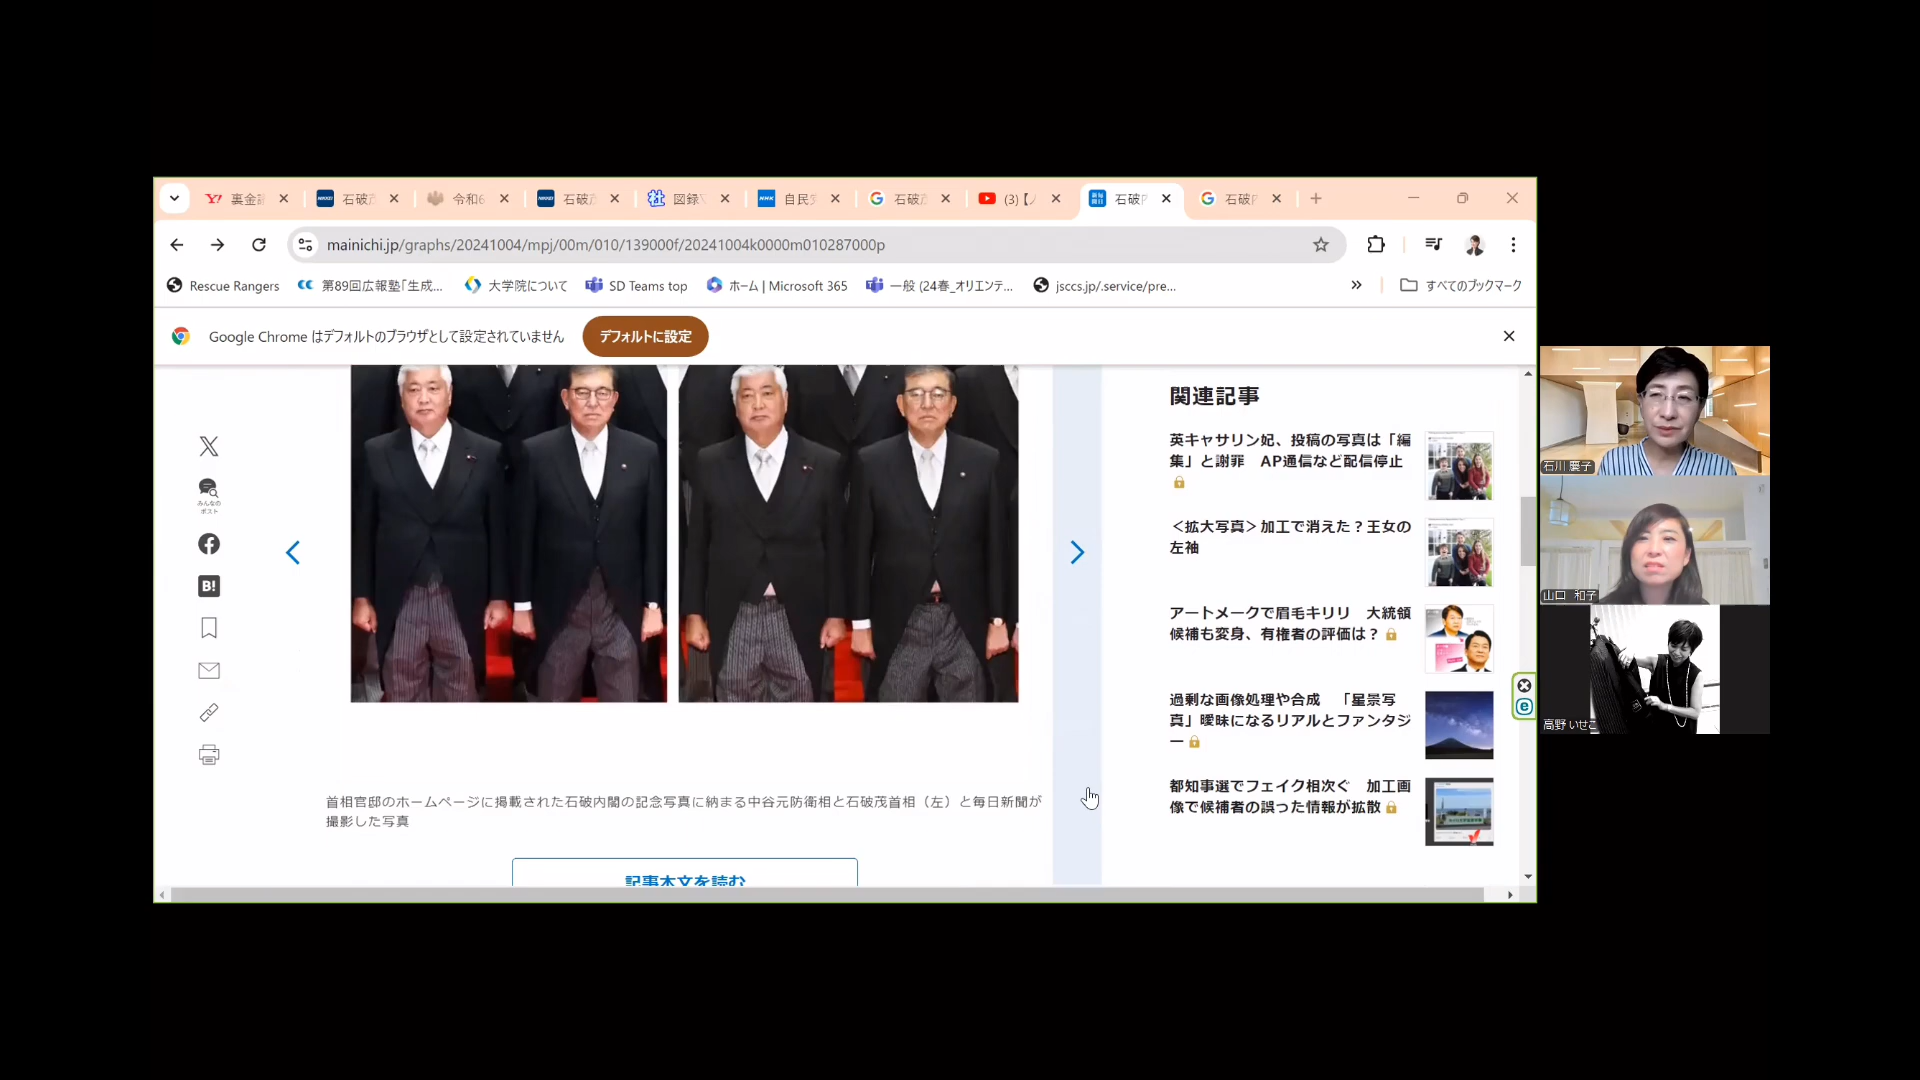 裏金
石破
令和6
石破
図録
自民
石破
(3)【
石破
石破
mainichi.jp/graphs/20241004/mpj/00m/010/139000f/20241004k0000m010287000p
Rescue Rangers
第89回広報塾「生成...
大学院について
SD Teams top
ホーム | Microsoft 365
一般 (24春_オリエンテ...
jsccs.jp/.service/pre...
すべてのブックマーク
Google Chrome はデフォルトのブラウザとして設定されていません
デフォルトに設定
みんなの
ポスト
B!
首相官邸のホームページに掲載された石破内閣の記念写真に納まる中谷元防衛相と石破茂首相（左）と毎日新聞が
撮影した写真
記事本文を読む
関連記事
英キャサリン妃、投稿の写真は「編
集」と謝罪　AP通信など配信停止
＜拡大写真＞加工で消えた？王女の
左袖
アートメークで眉毛キリリ　大統領
候補も変身、有権者の評価は？
過剰な画像処理や合成　「星景写
真」曖昧になるリアルとファンタジ
ー
都知事選でフェイク相次ぐ　加工画
像で候補者の誤った情報が拡散
石川 慶子
山口 和子
高野 いせこ